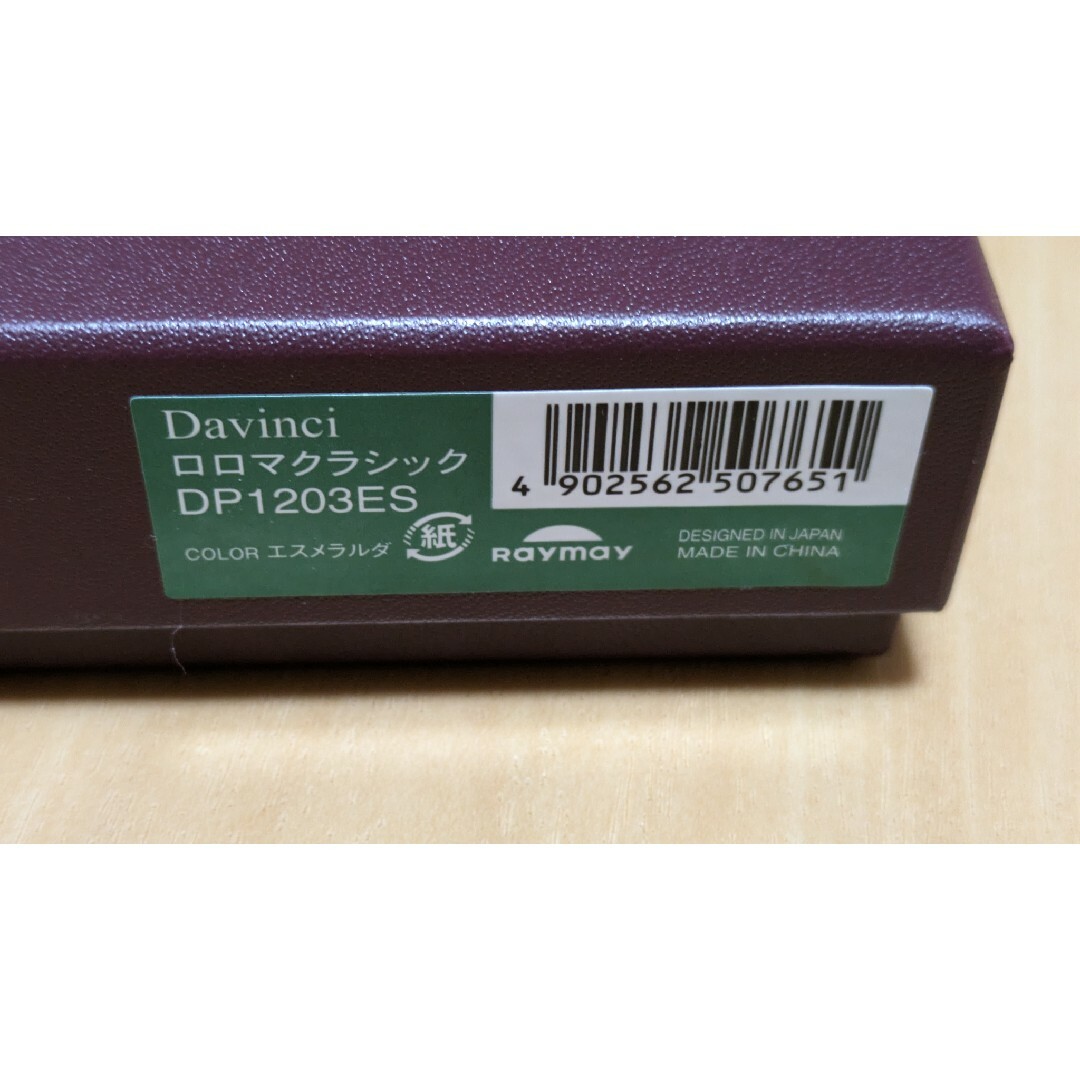 Davinci
ロロマクラシック
DP1203ES
COLOR エスメラルダ
紙
Raymay
4 902562 507651
DESIGNED IN JAPAN
MADE IN CHINA